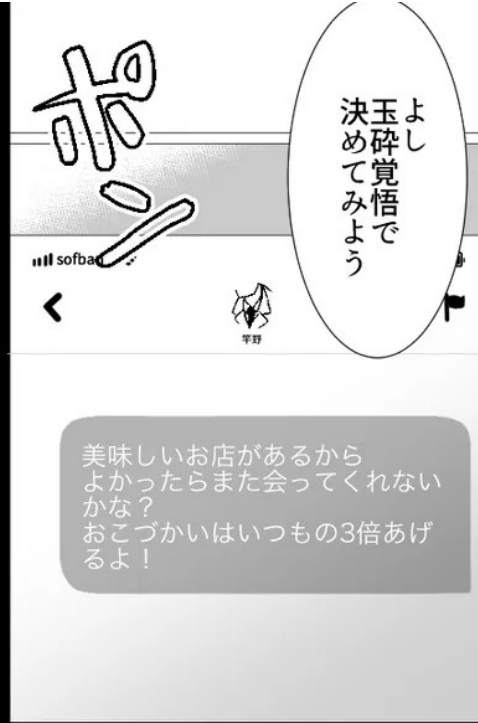 よし
玉砕覚悟で
決めてみよう
ポン
sofba
竿野
美味しいお店があるから
よかったらまた会ってくれない
かな？
おこづかいはいつもの3倍あげ
るよ！